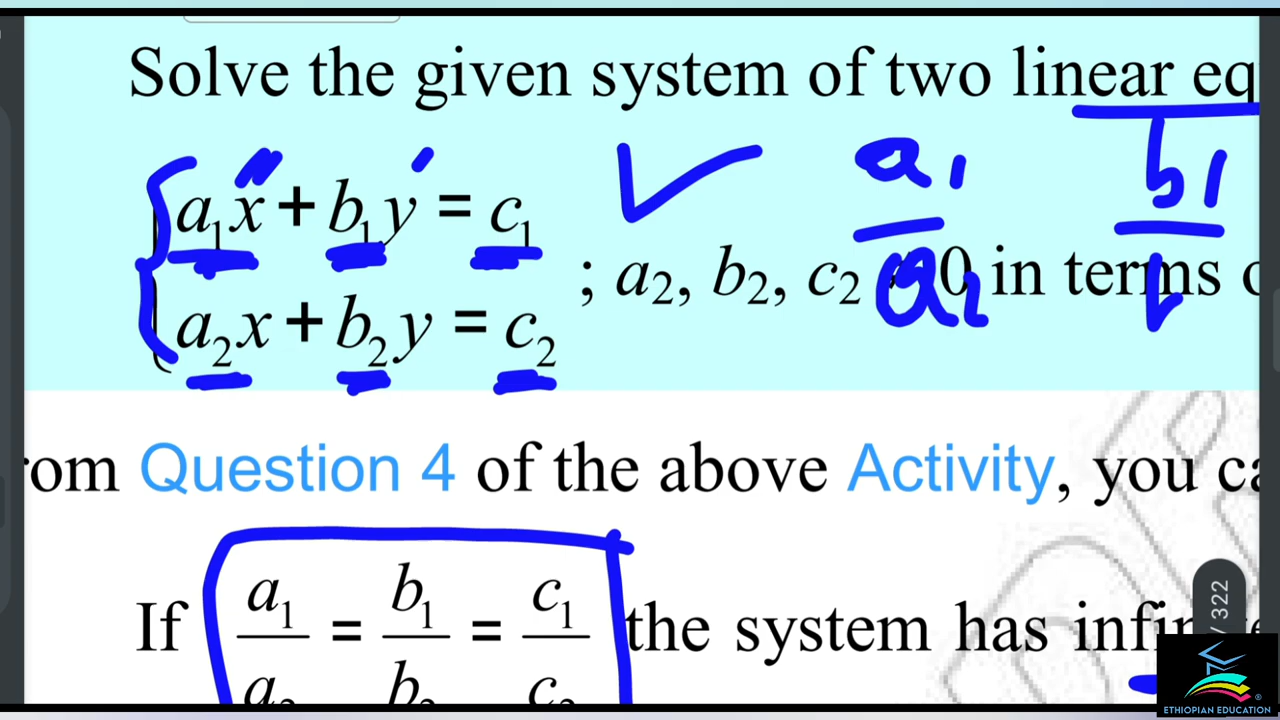 Solve the given system of two linear eq
a₁x + b₁y = c₁
a₁ b1
a2 b
; a₂, b₂, c₂ 0 in terms
a₂x + b₂y = c₂
rom Question 4 of the above Activity, you ca
If a₁/a₂ = b₁/b₂ = c₁/c₂ the system has infin
/ 322
ETHIOPIAN EDUCATION